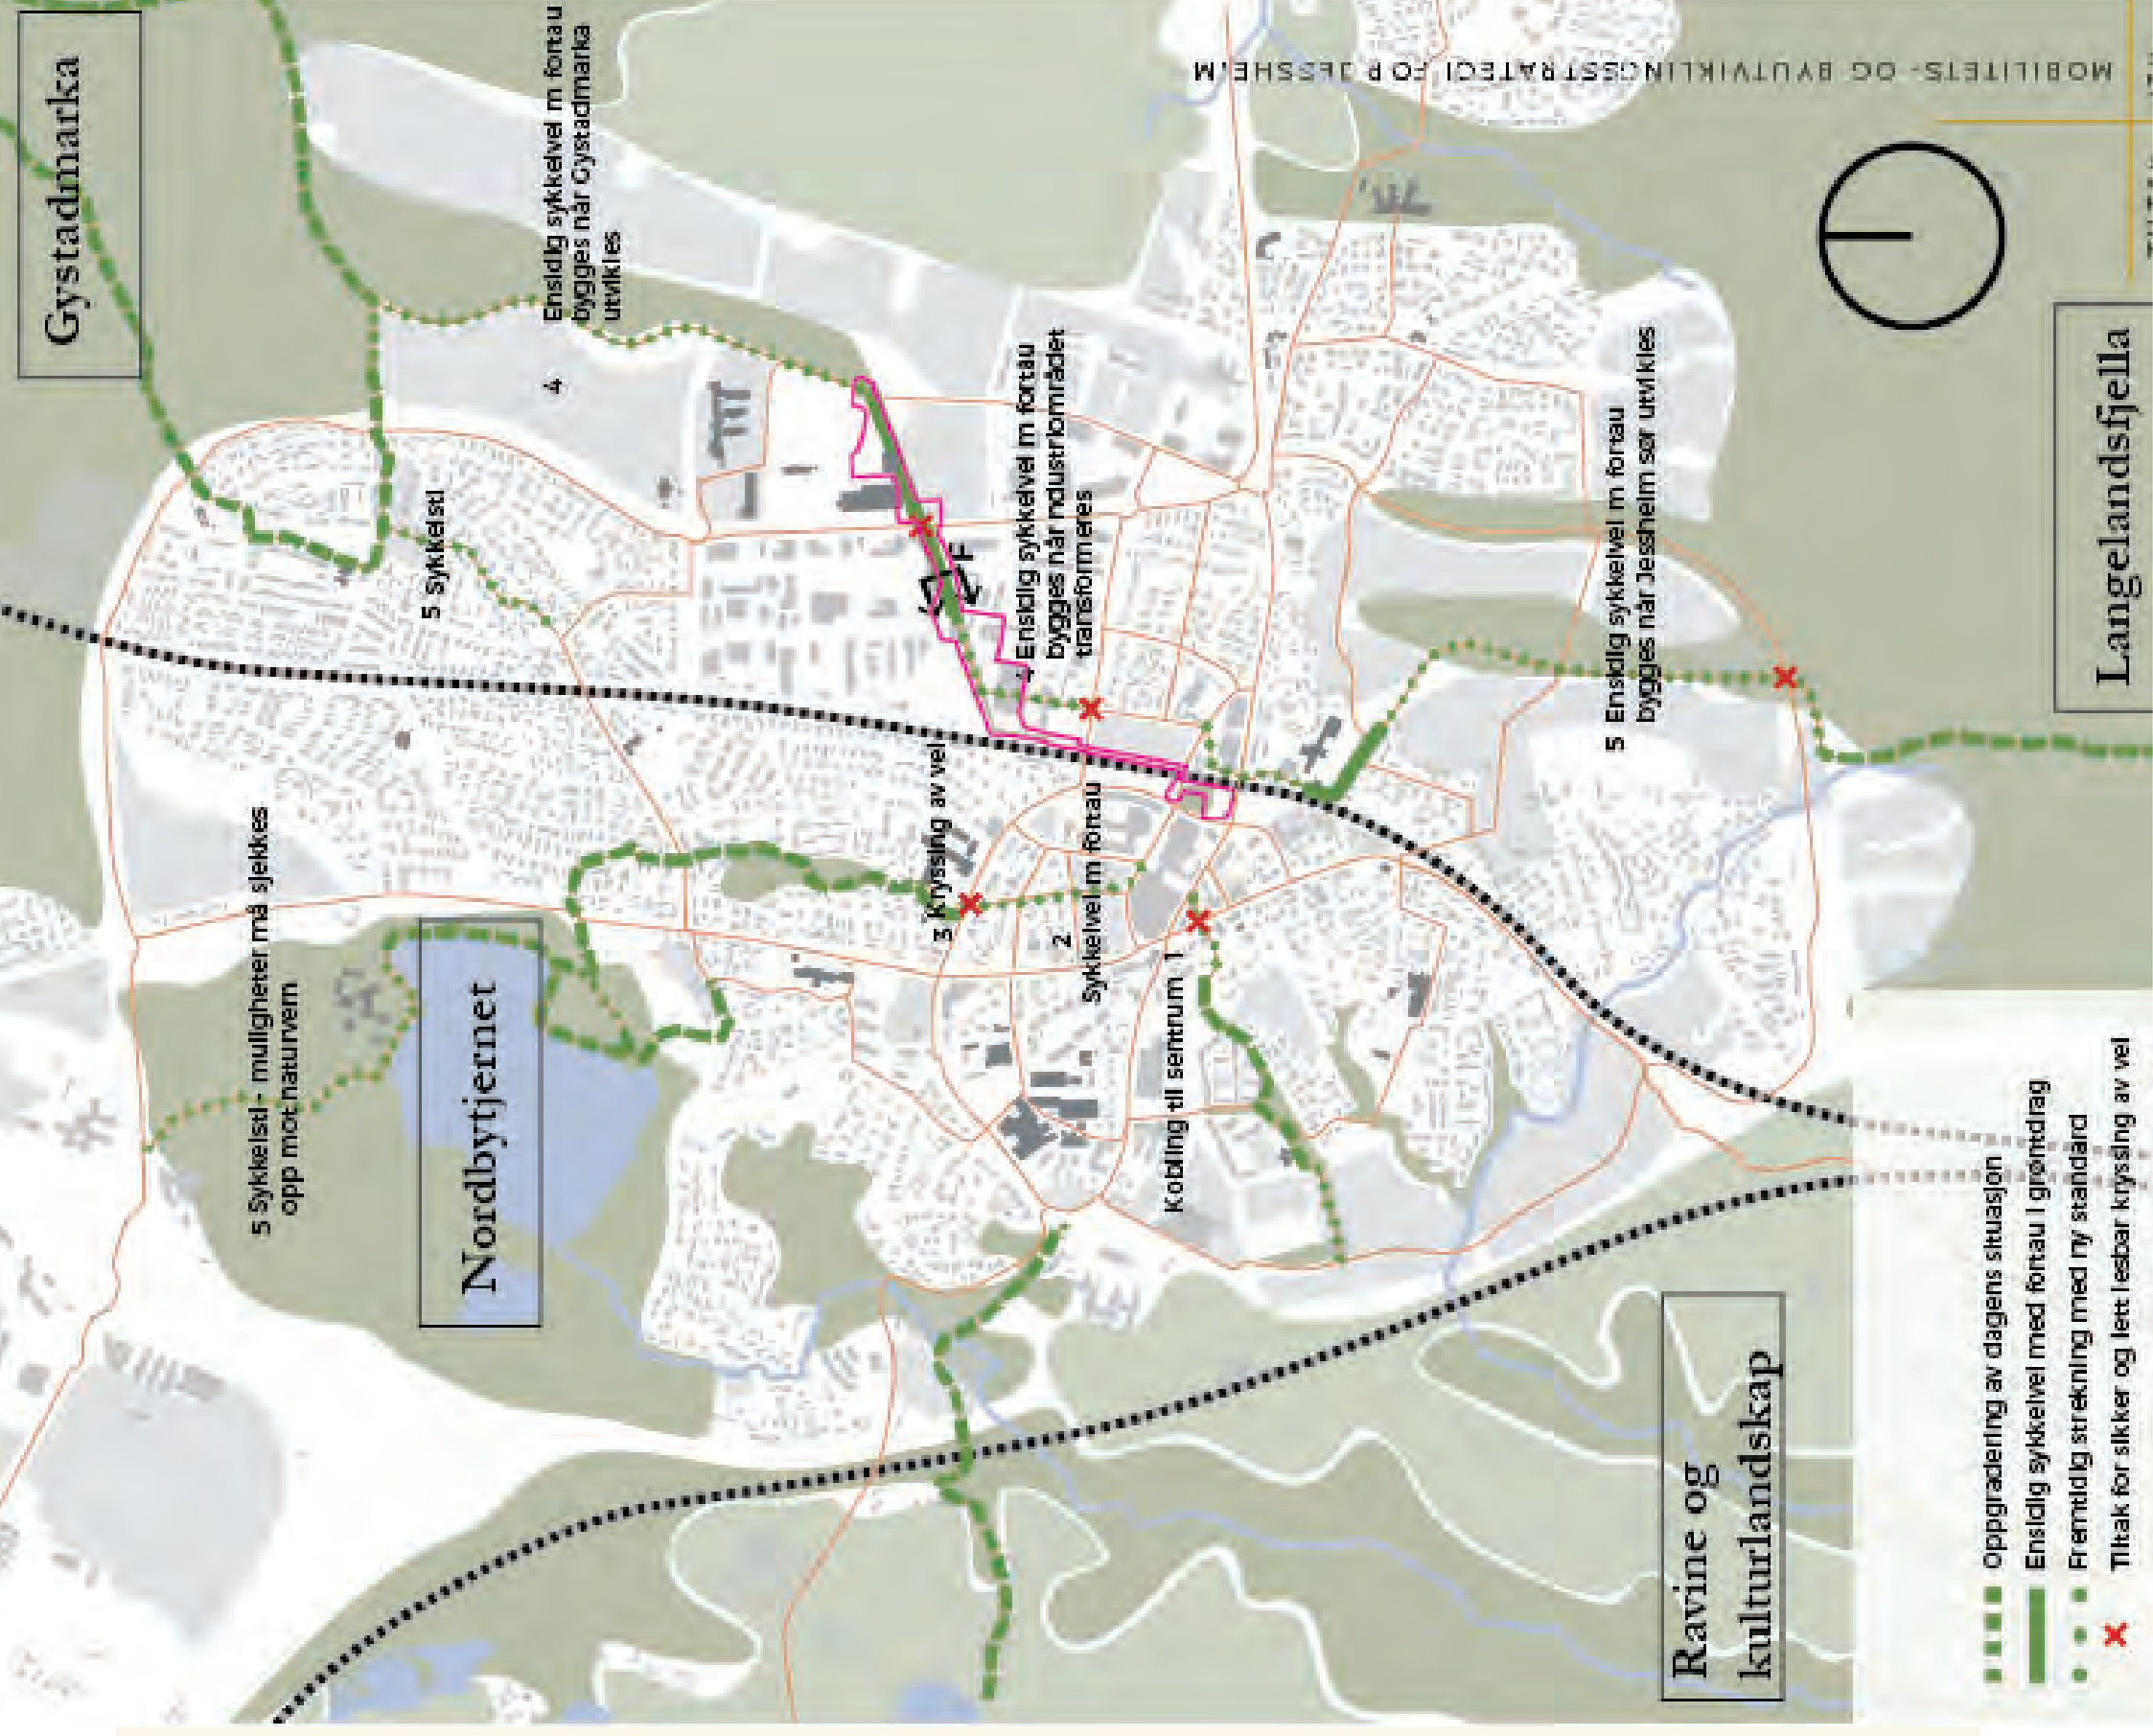 Gystadmarka
4 Ensidig sykkelvei m fortau
bygges når Gystadmarka
utvikles
5 Sykkelsti
5 Sykkelsti - muligheter må sjekkes
opp mot naturvern
Nordbytjernet
3 Kryssing av vei
2
Sykkelvei m fortau
Kobling til sentrum 1
4 Ensidig sykkelvei m fortau
bygges når ndustriområdet
transformeres
F
5 Ensidig sykkelvei m fortau
bygges når Jessheim sør utvikles
Langelandsfjella
Ravine og
kulturlandskap
Oppgradering av dagens situasjon
Ensidig sykkelvei med fortau i grøntdrag
Fremtidig strekning med ny standard
Tiltak for sikker og lett lesbar kryssing av vei
MOBILITETS- OG BYUTVIKLINGSSTRATEGI FOR JESSHEIM